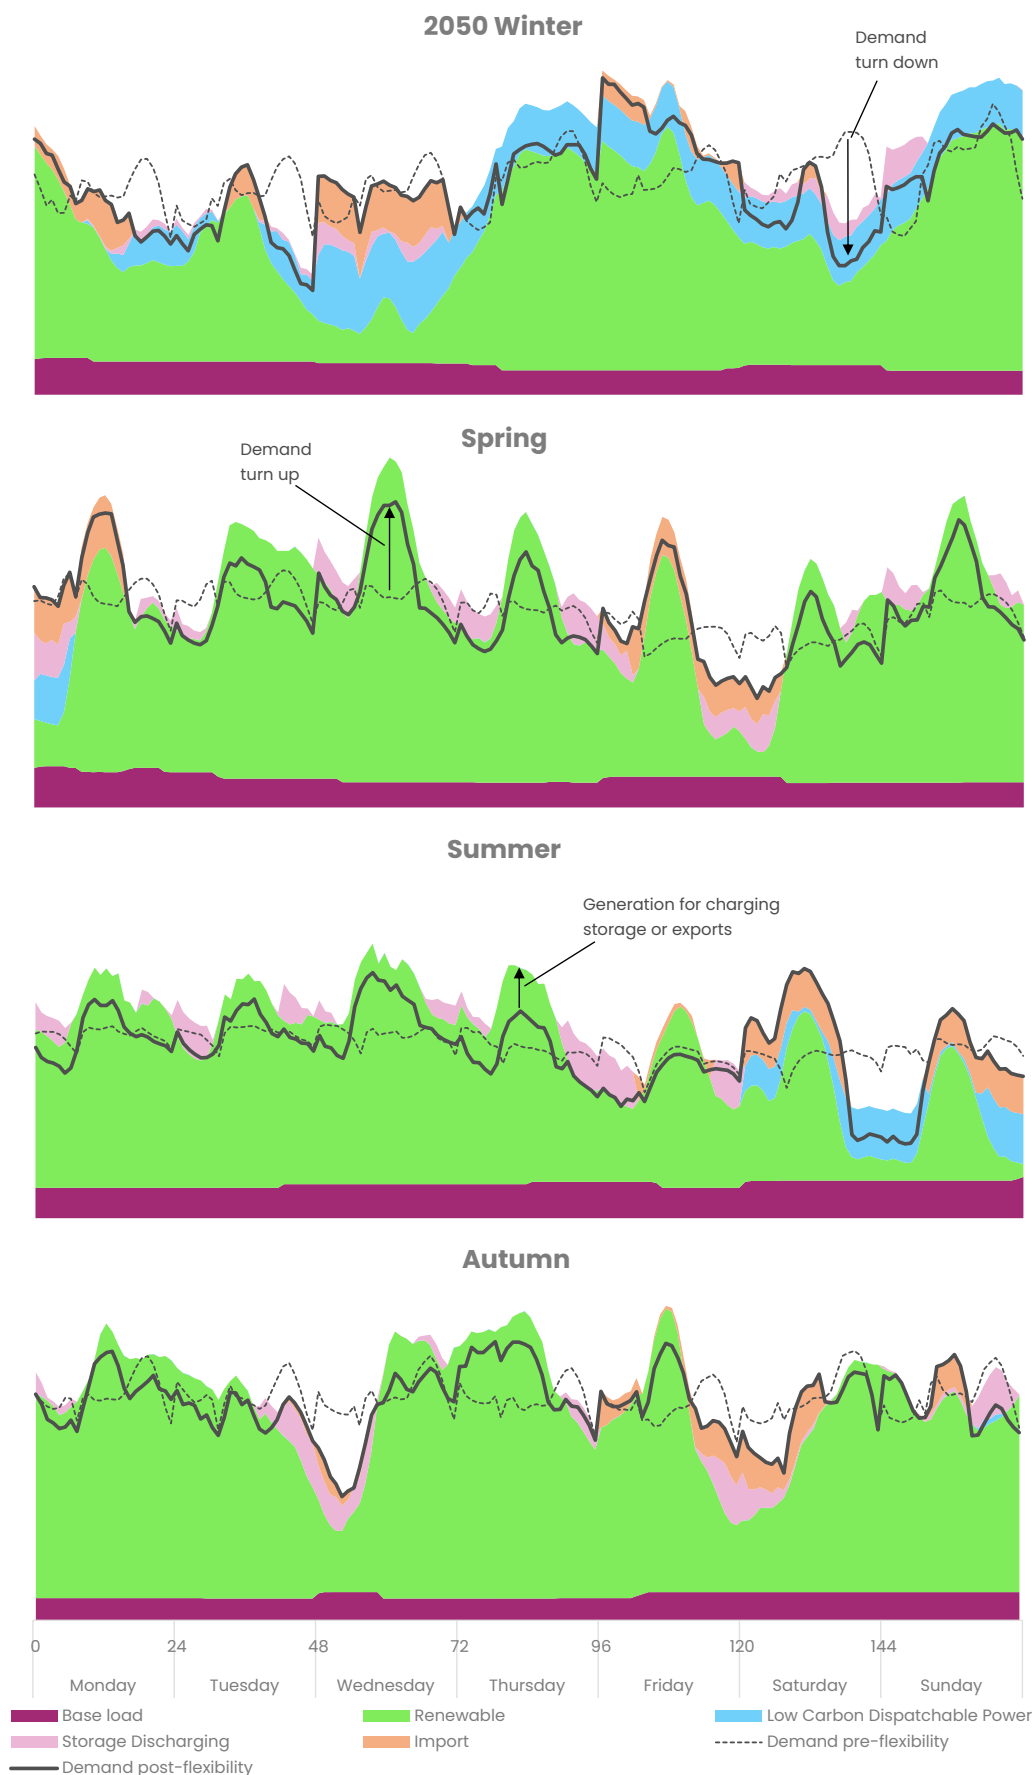 2050 Winter
Demand
turn down
Spring
Demand
turn up
Summer
Generation for charging
storage or exports
Autumn
0 24 48 72 96 120 144
Monday Tuesday Wednesday Thursday Friday Saturday Sunday
Base load Renewable Low Carbon Dispatchable Power
Storage Discharging Import Demand pre-flexibility
Demand post-flexibility